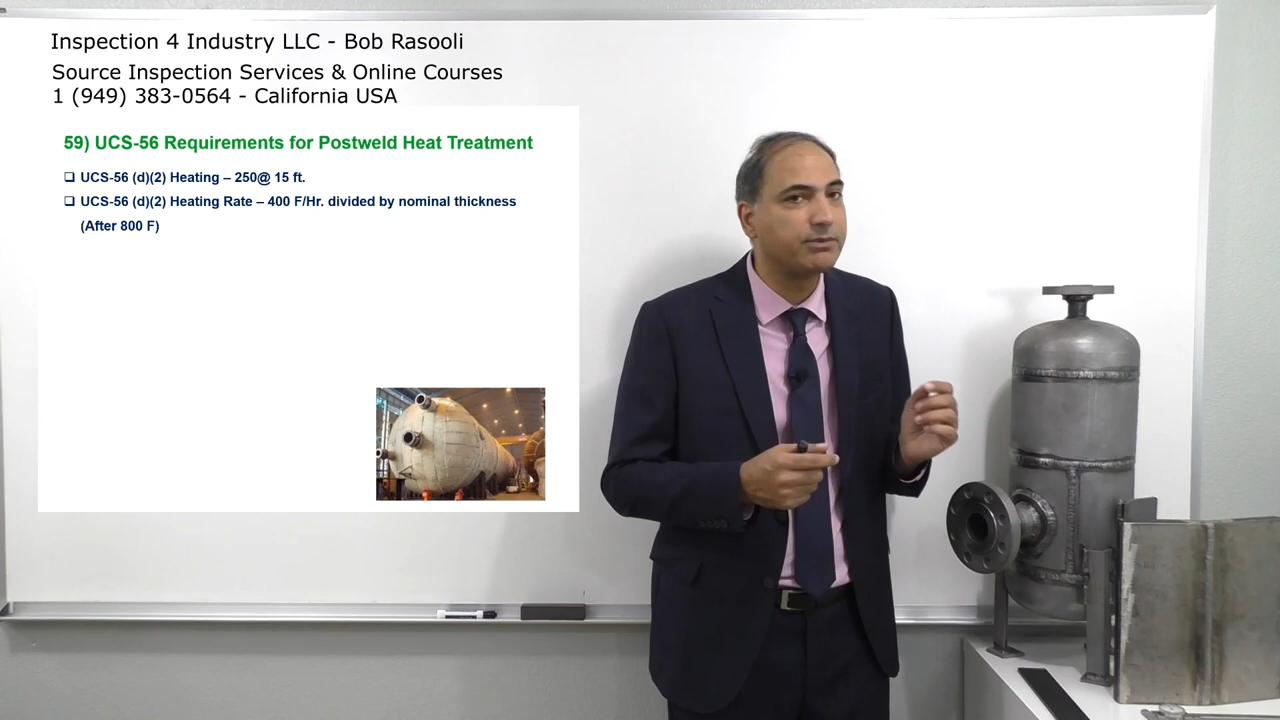 Inspection 4 Industry LLC - Bob Rasooli
Source Inspection Services & Online Courses
1 (949) 383-0564 - California USA
59) UCS-56 Requirements for Postweld Heat Treatment
❑ UCS-56 (d)(2) Heating – 250@ 15 ft.
❑ UCS-56 (d)(2) Heating Rate – 400 F/Hr. divided by nominal thickness
(After 800 F)